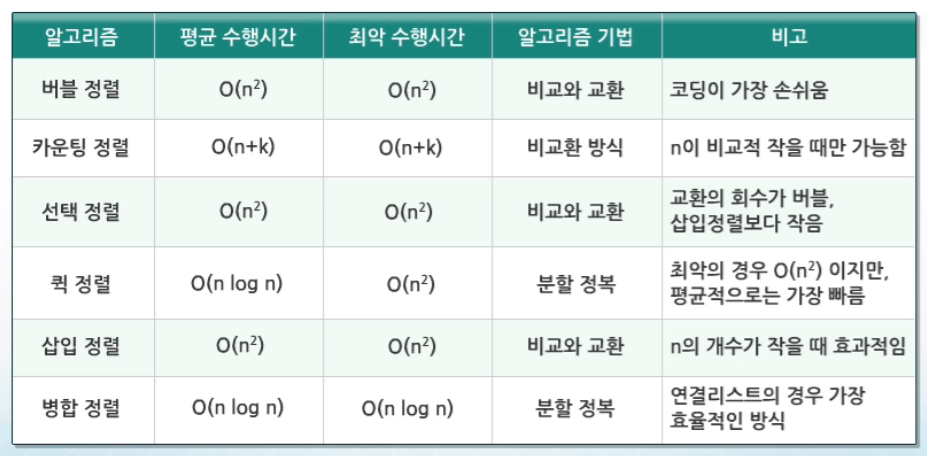 알고리즘 평균 수행시간 최악 수행시간 알고리즘 기법 비고
버블 정렬 O(n²) O(n²) 비교와 교환 코딩이 가장 손쉬움
카운팅 정렬 O(n+k) O(n+k) 비교환 방식 n이 비교적 작을 때만 가능함
선택 정렬 O(n²) O(n²) 비교와 교환 교환의 회수가 버블,
삽입정렬보다 작음
퀵 정렬 O(n log n) O(n²) 분할 정복 최악의 경우 O(n²) 이지만,
평균적으로는 가장 빠름
삽입 정렬 O(n²) O(n²) 비교와 교환 n의 개수가 작을 때 효과적임
병합 정렬 O(n log n) O(n log n) 분할 정복 연결리스트의 경우 가장
효율적인 방식